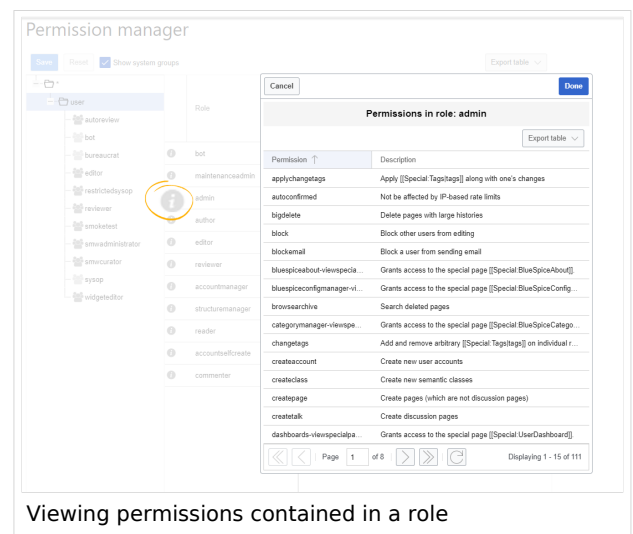 Permission manager
Save Reset Show system groups Export table
*
user
autoreview
bot
bureaucrat
editor
restrictedsysop
reviewer
smoketest
smwadministrator
smwcurator
sysop
widgeteditor
Role
bot
maintenanceadmin
admin
author
editor
reviewer
accountmanager
structuremanager
reader
accountselfcreate
commenter
Cancel Done
Permissions in role: admin
Export table
Permission ↑ Description
applychangetags Apply [[Special:Tags|tags]] along with one's changes
autoconfirmed Not be affected by IP-based rate limits
bigdelete Delete pages with large histories
block Block other users from editing
blockemail Block a user from sending email
bluespiceabout-viewspecia... Grants access to the special page [[Special:BlueSpiceAbout]].
bluespiceconfigmanager-vi... Grants access to the special page [[Special:BlueSpiceConfig...
browsearchive Search deleted pages
categorymanager-viewspe... Grants access to the special page [[Special:BlueSpiceCatego...
changetags Add and remove arbitrary [[Special:Tags|tags]] on individual r...
createaccount Create new user accounts
createclass Create new semantic classes
createpage Create pages (which are not discussion pages)
createtalk Create discussion pages
dashboards-viewspecialpa... Grants access to the special page [[Special:UserDashboard]].
Page 1 of 8 Displaying 1 - 15 of 111
Viewing permissions contained in a role